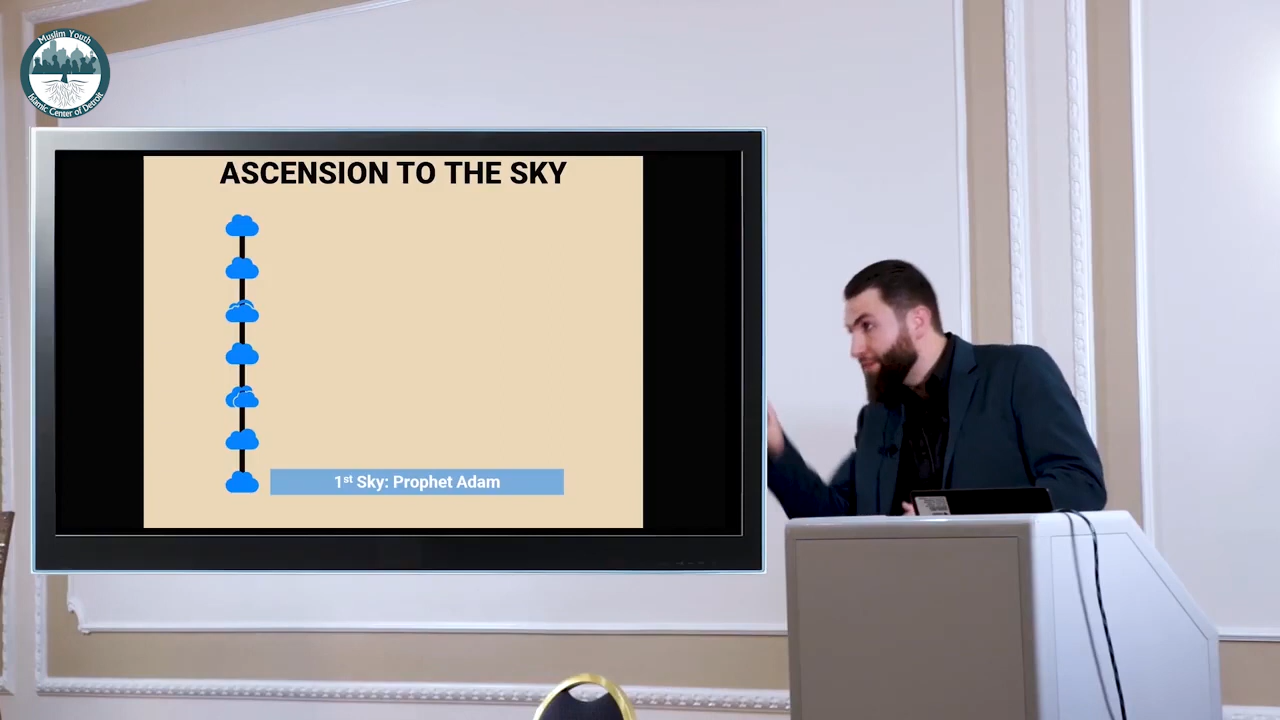 Muslim Youth
Islamic Center of Detroit
ASCENSION TO THE SKY
1st Sky: Prophet Adam